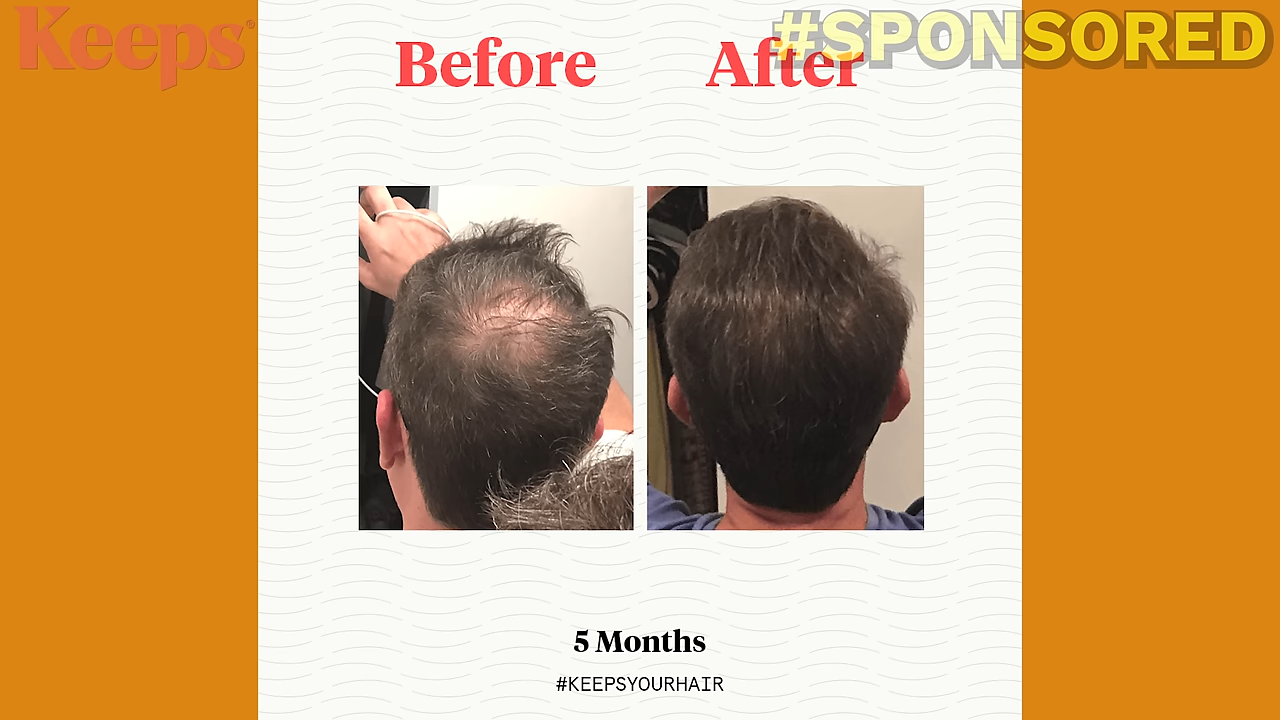 Keeps®
#SPONSORED
Before
After
5 Months
#KEEPSYOURHAIR